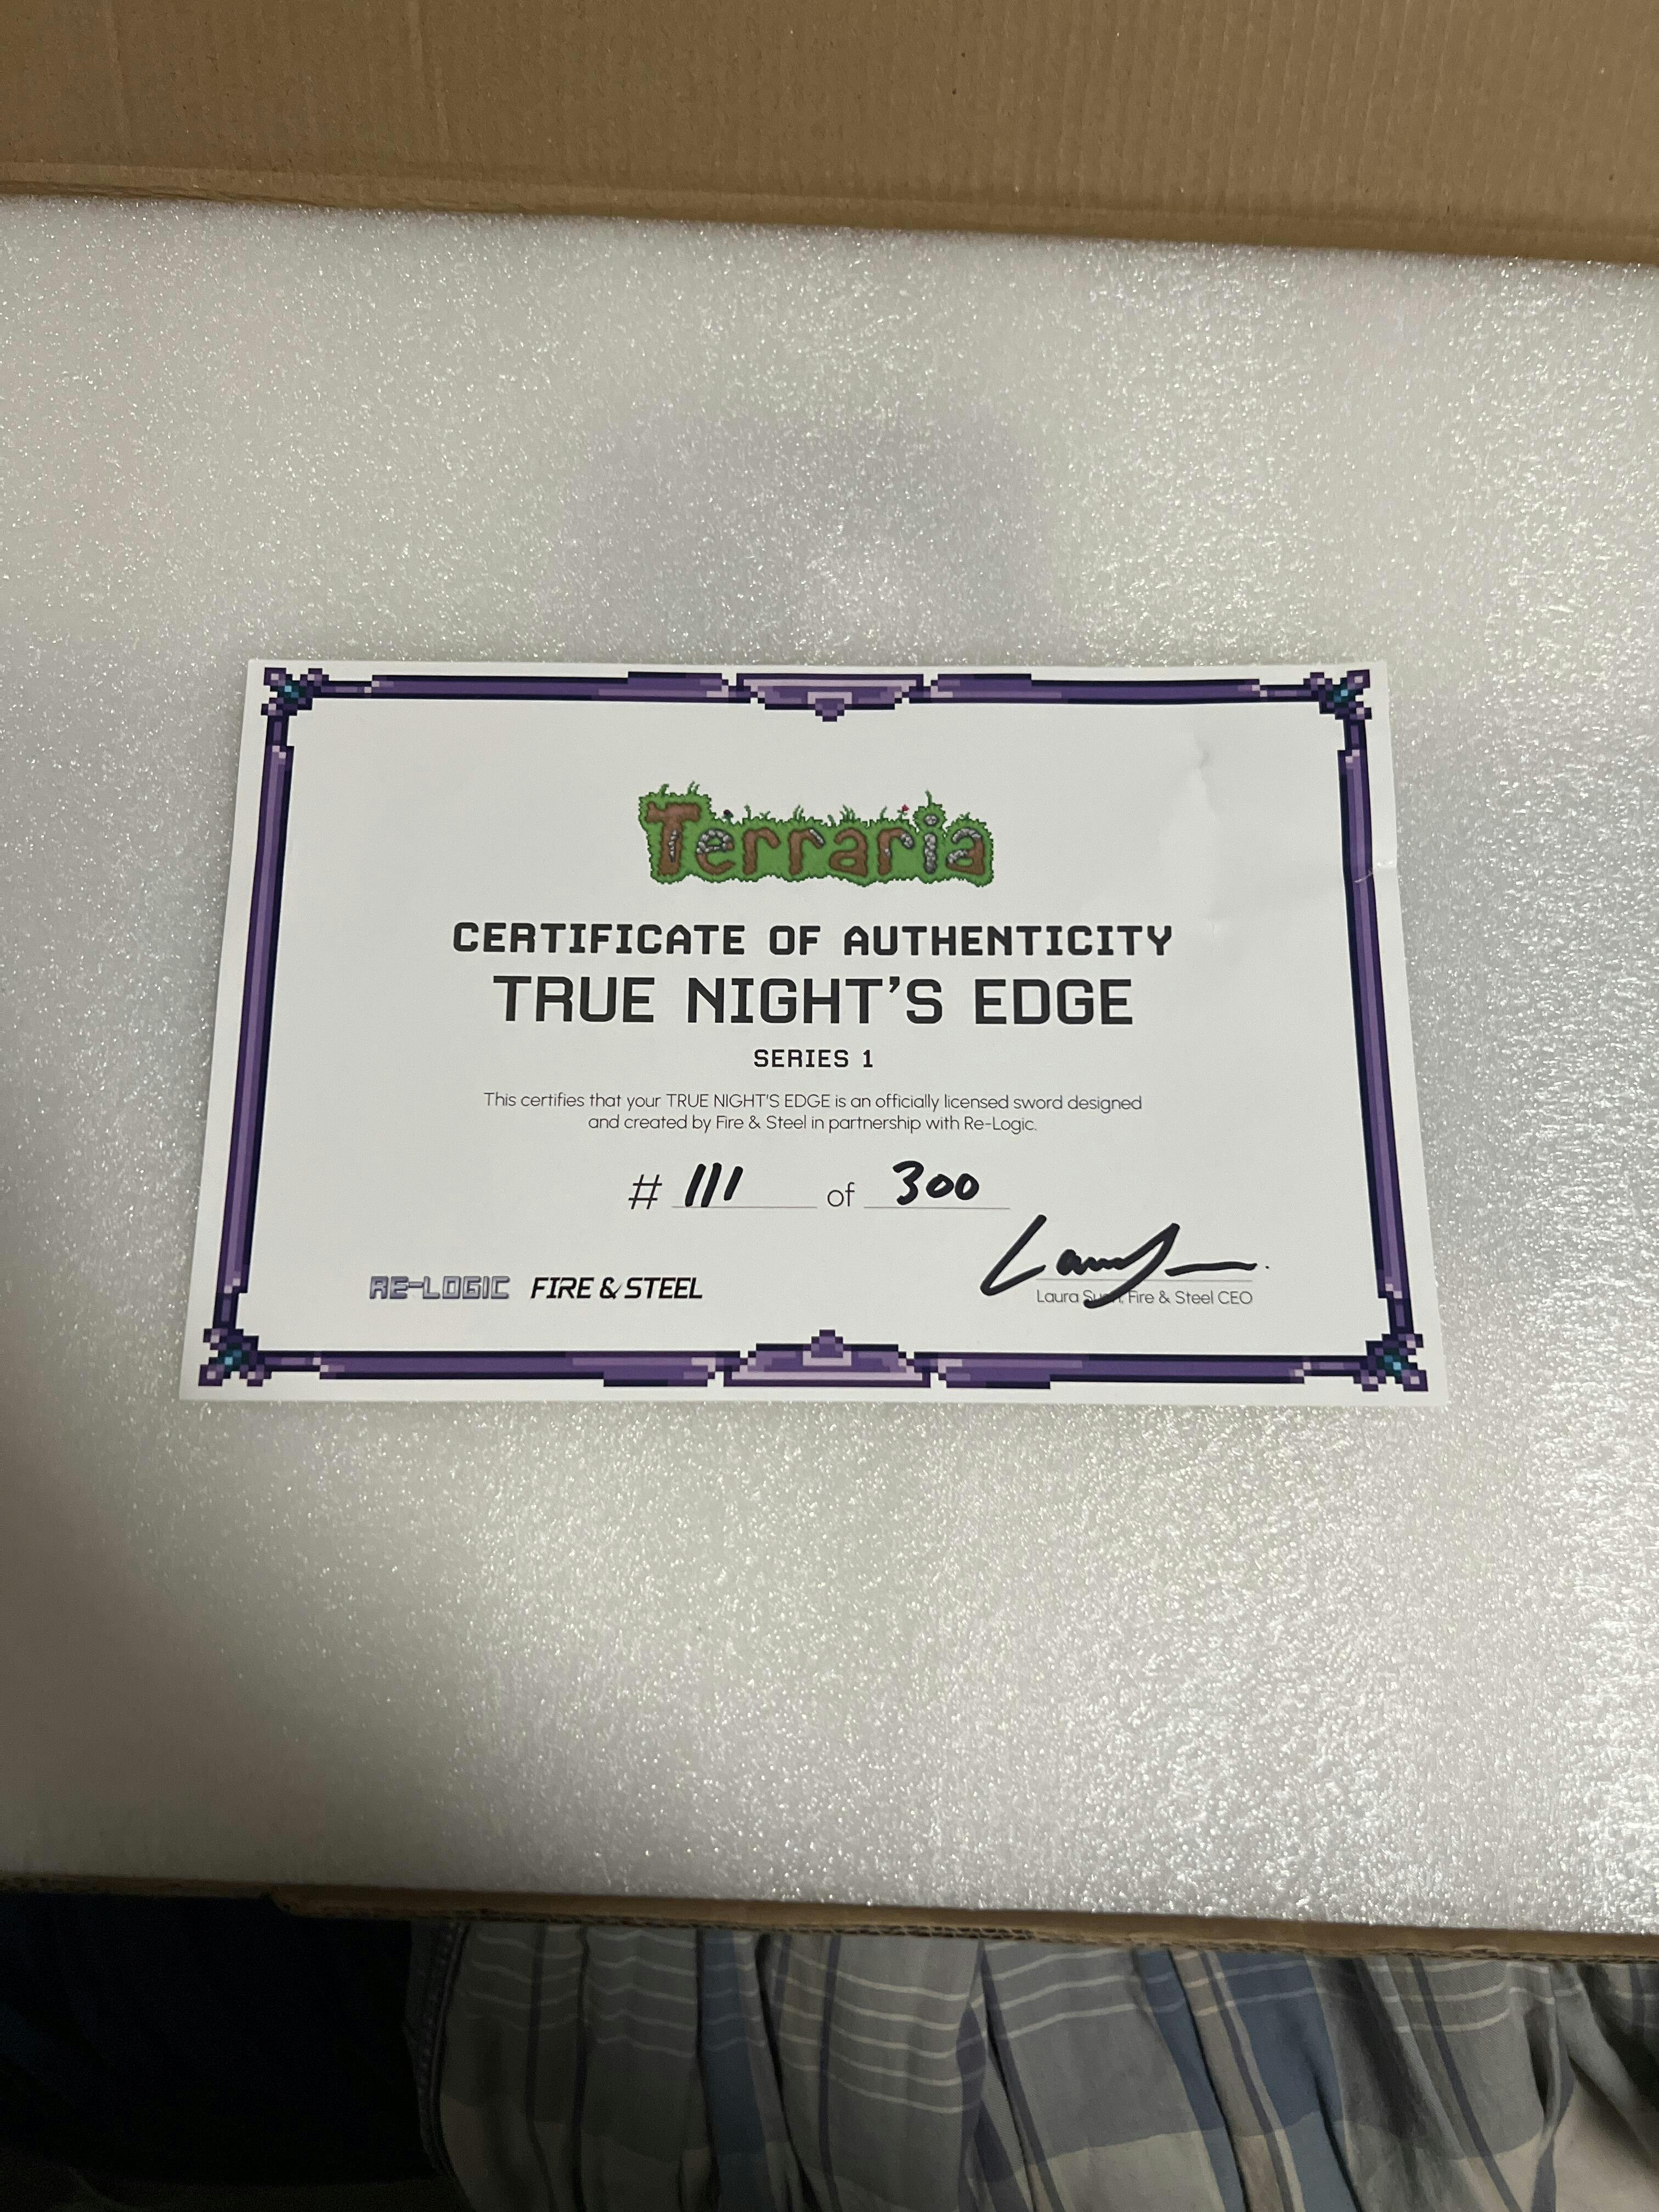 Terraria
CERTIFICATE OF AUTHENTICITY
TRUE NIGHT'S EDGE
SERIES 1
This certifies that your TRUE NIGHT'S EDGE is an officially licensed sword designed
and created by Fire & Steel in partnership with Re-Logic.
# 111 of 300
RE-LOGIC FIRE & STEEL
Laura Fire & Steel CEO